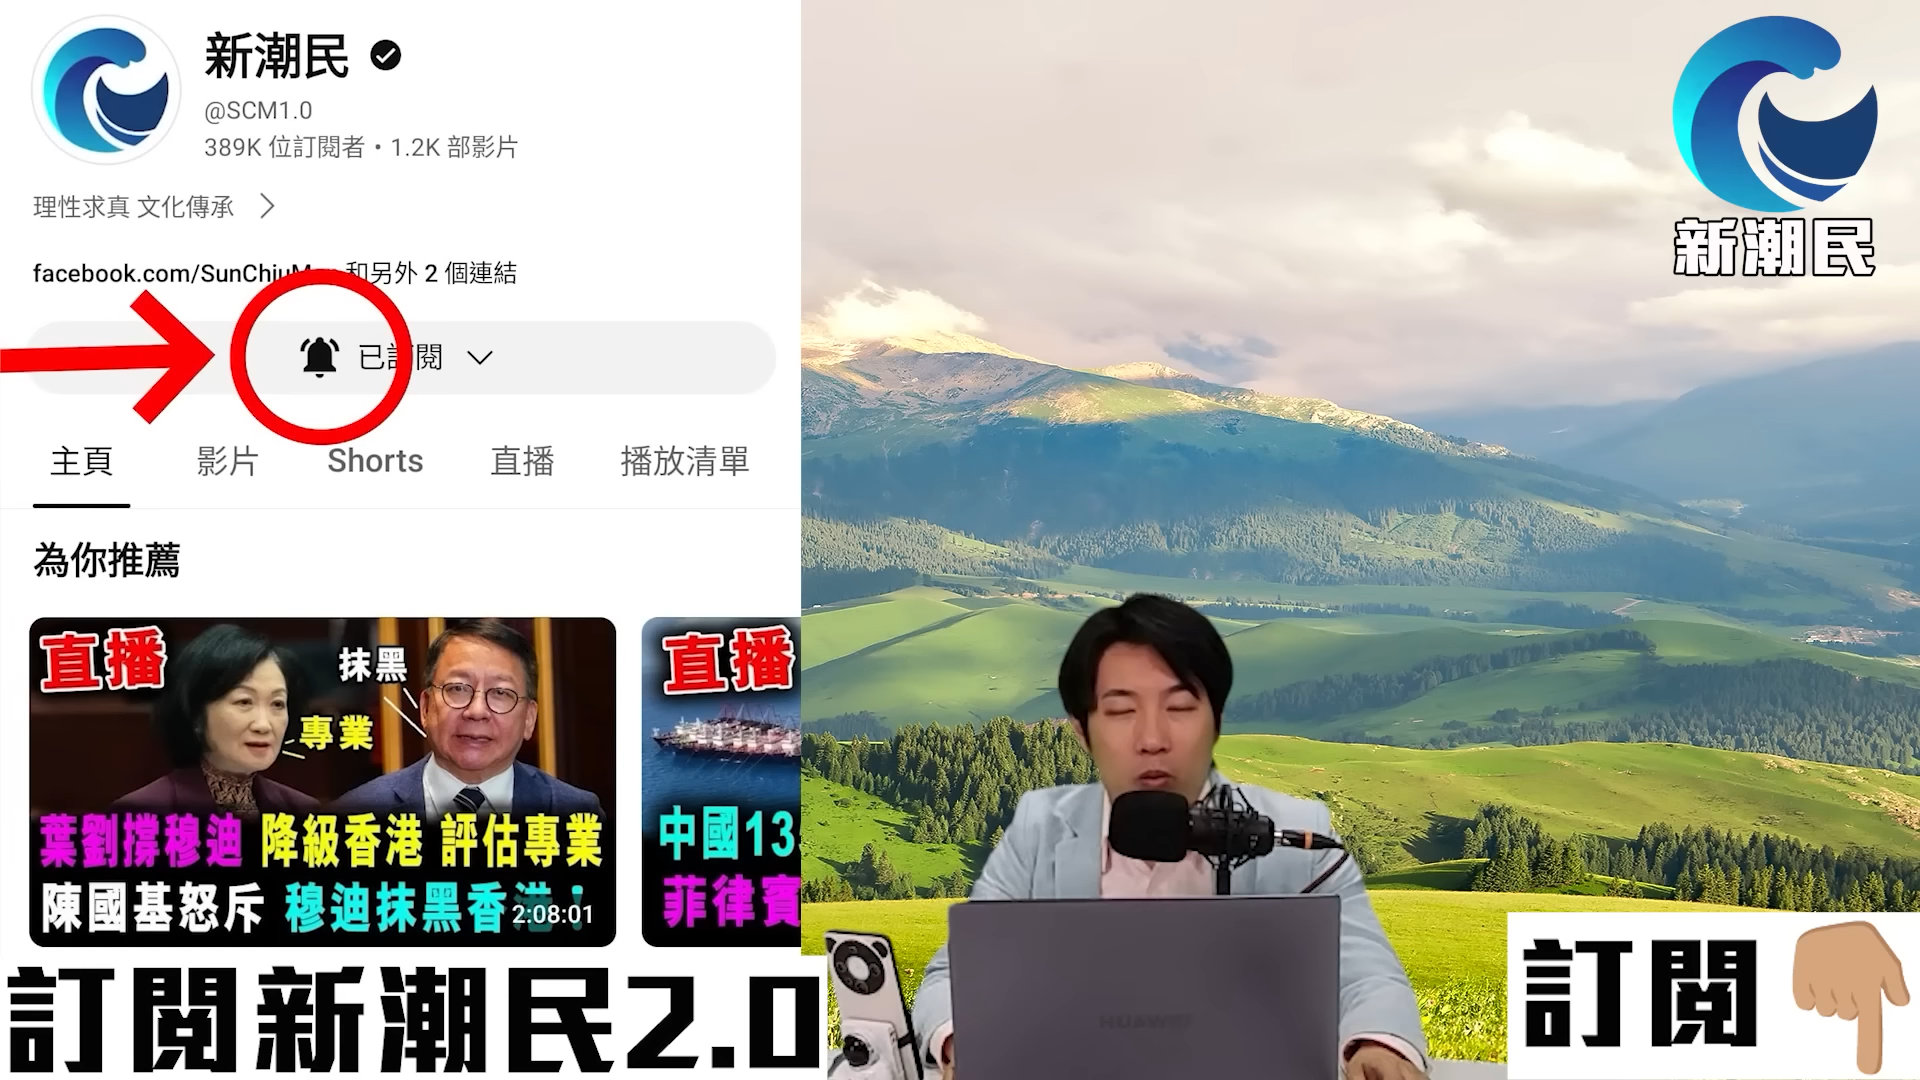 新潮民
@SCM1.0
389K 位訂閱者・1.2K 部影片
理性求真 文化傳承
facebook.com/SunChiuMan 和另外 2 個連結
已訂閱
主頁 影片 Shorts 直播 播放清單
為你推薦
直播
抹黑
專業
葉劉撐穆迪 降級香港 評估專業
陳國基怒斥 穆迪抹黑香港！
2:08:01
直播
中國13
菲律賓
訂閱新潮民2.0
新潮民
HUAWEI
訂閱